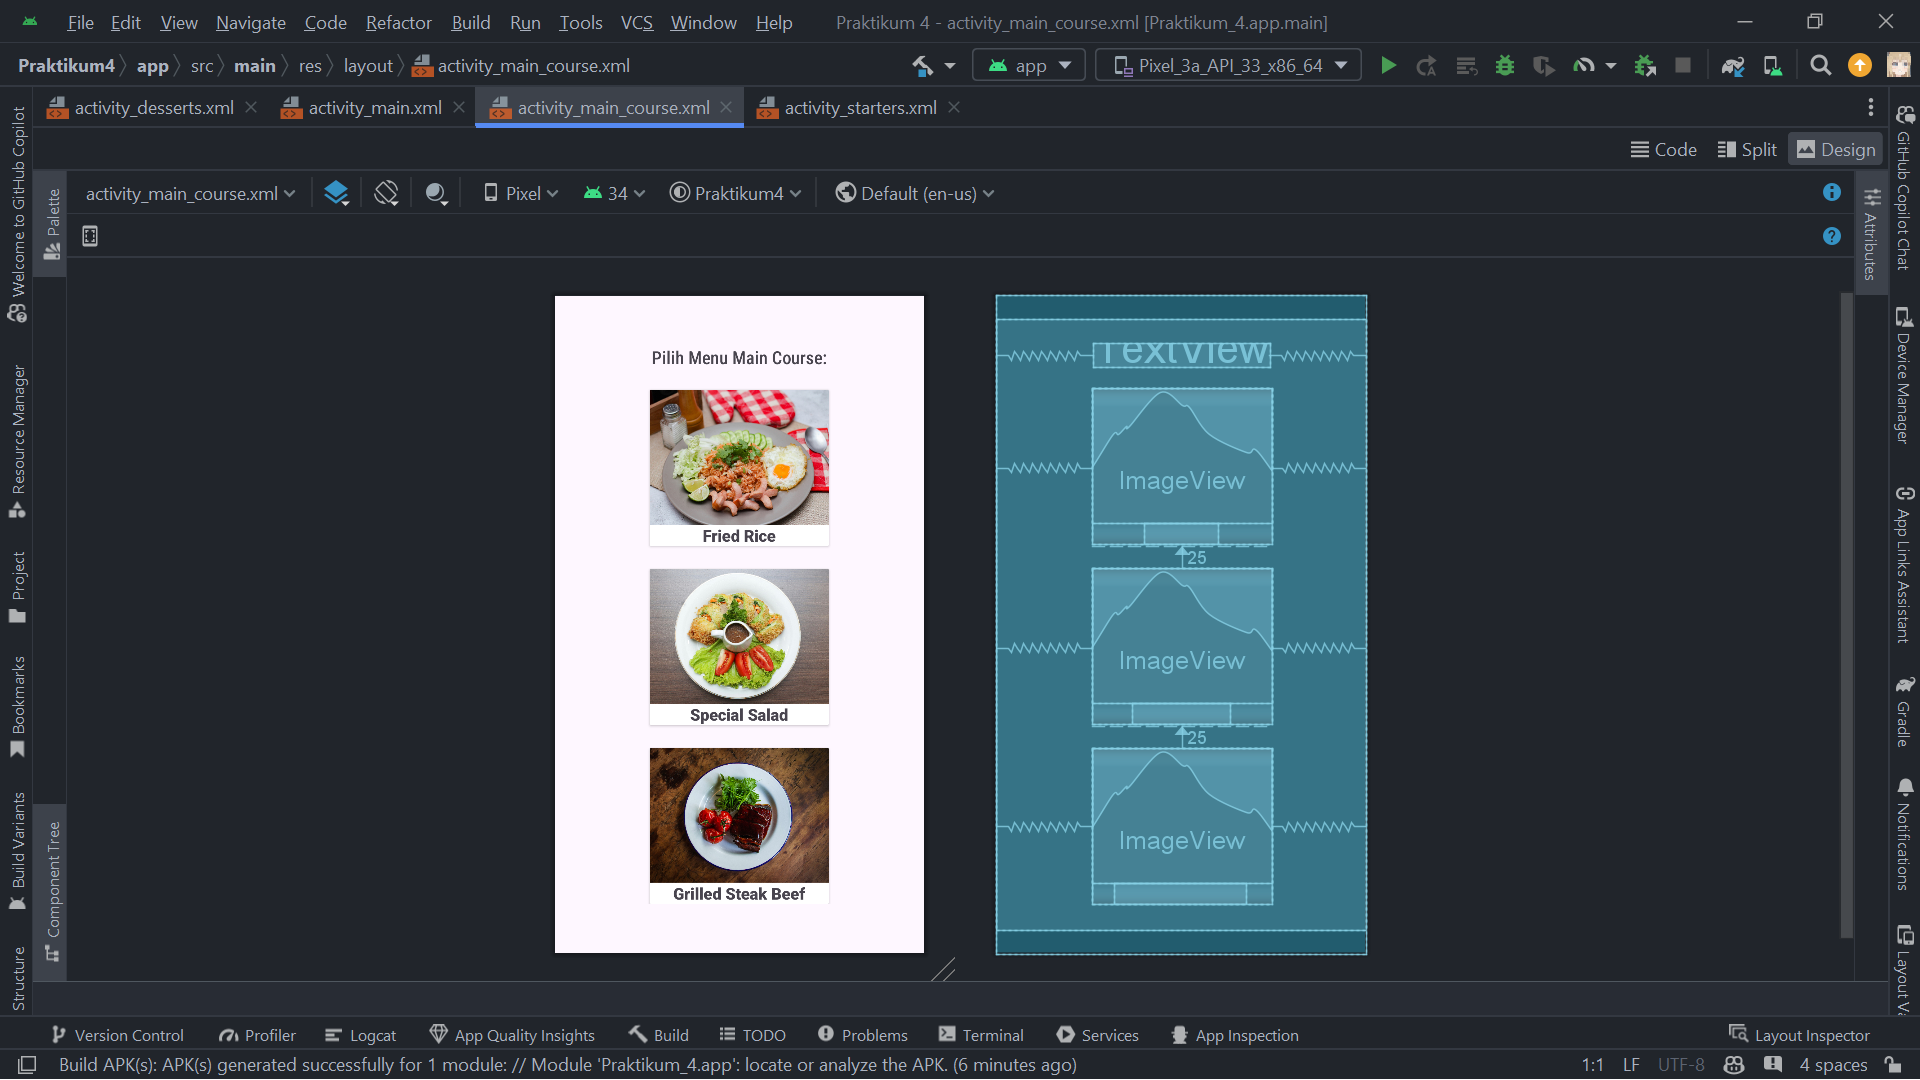 File Edit View Navigate Code Refactor Build Run Tools VCS Window Help Praktikum 4 - activity_main_course.xml [Praktikum_4.app.main]
Praktikum4 app src main res layout activity_main_course.xml app Pixel_3a_API_33_x86_64
activity_desserts.xml activity_main.xml activity_main_course.xml activity_starters.xml
Code Split Design
activity_main_course.xml Pixel 34 Praktikum4 Default (en-us)
Welcome to GitHub Copilot
Resource Manager
Project
Bookmarks
Build Variants
Structure
Palette
Component Tree
Pilih Menu Main Course:
Fried Rice
Special Salad
Grilled Steak Beef
TextView
ImageView
25
ImageView
25
ImageView
Attributes
GitHub Copilot Chat
Device Manager
App Links Assistant
Gradle
Notifications
Layout Va
Version Control Profiler Logcat App Quality Insights Build TODO Problems Terminal Services App Inspection Layout Inspector
Build APK(s): APK(s) generated successfully for 1 module: // Module 'Praktikum_4.app': locate or analyze the APK. (6 minutes ago) 1:1 LF UTF-8 4 spaces